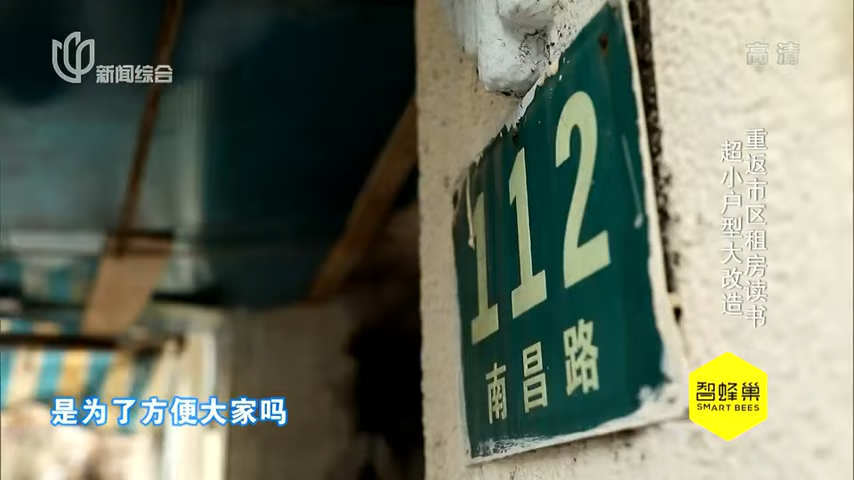 新闻综合
高清
112
南昌路
重返市区租房读书
超小户型大改造
智蜂巢
SMART BEES
是为了方便大家吗